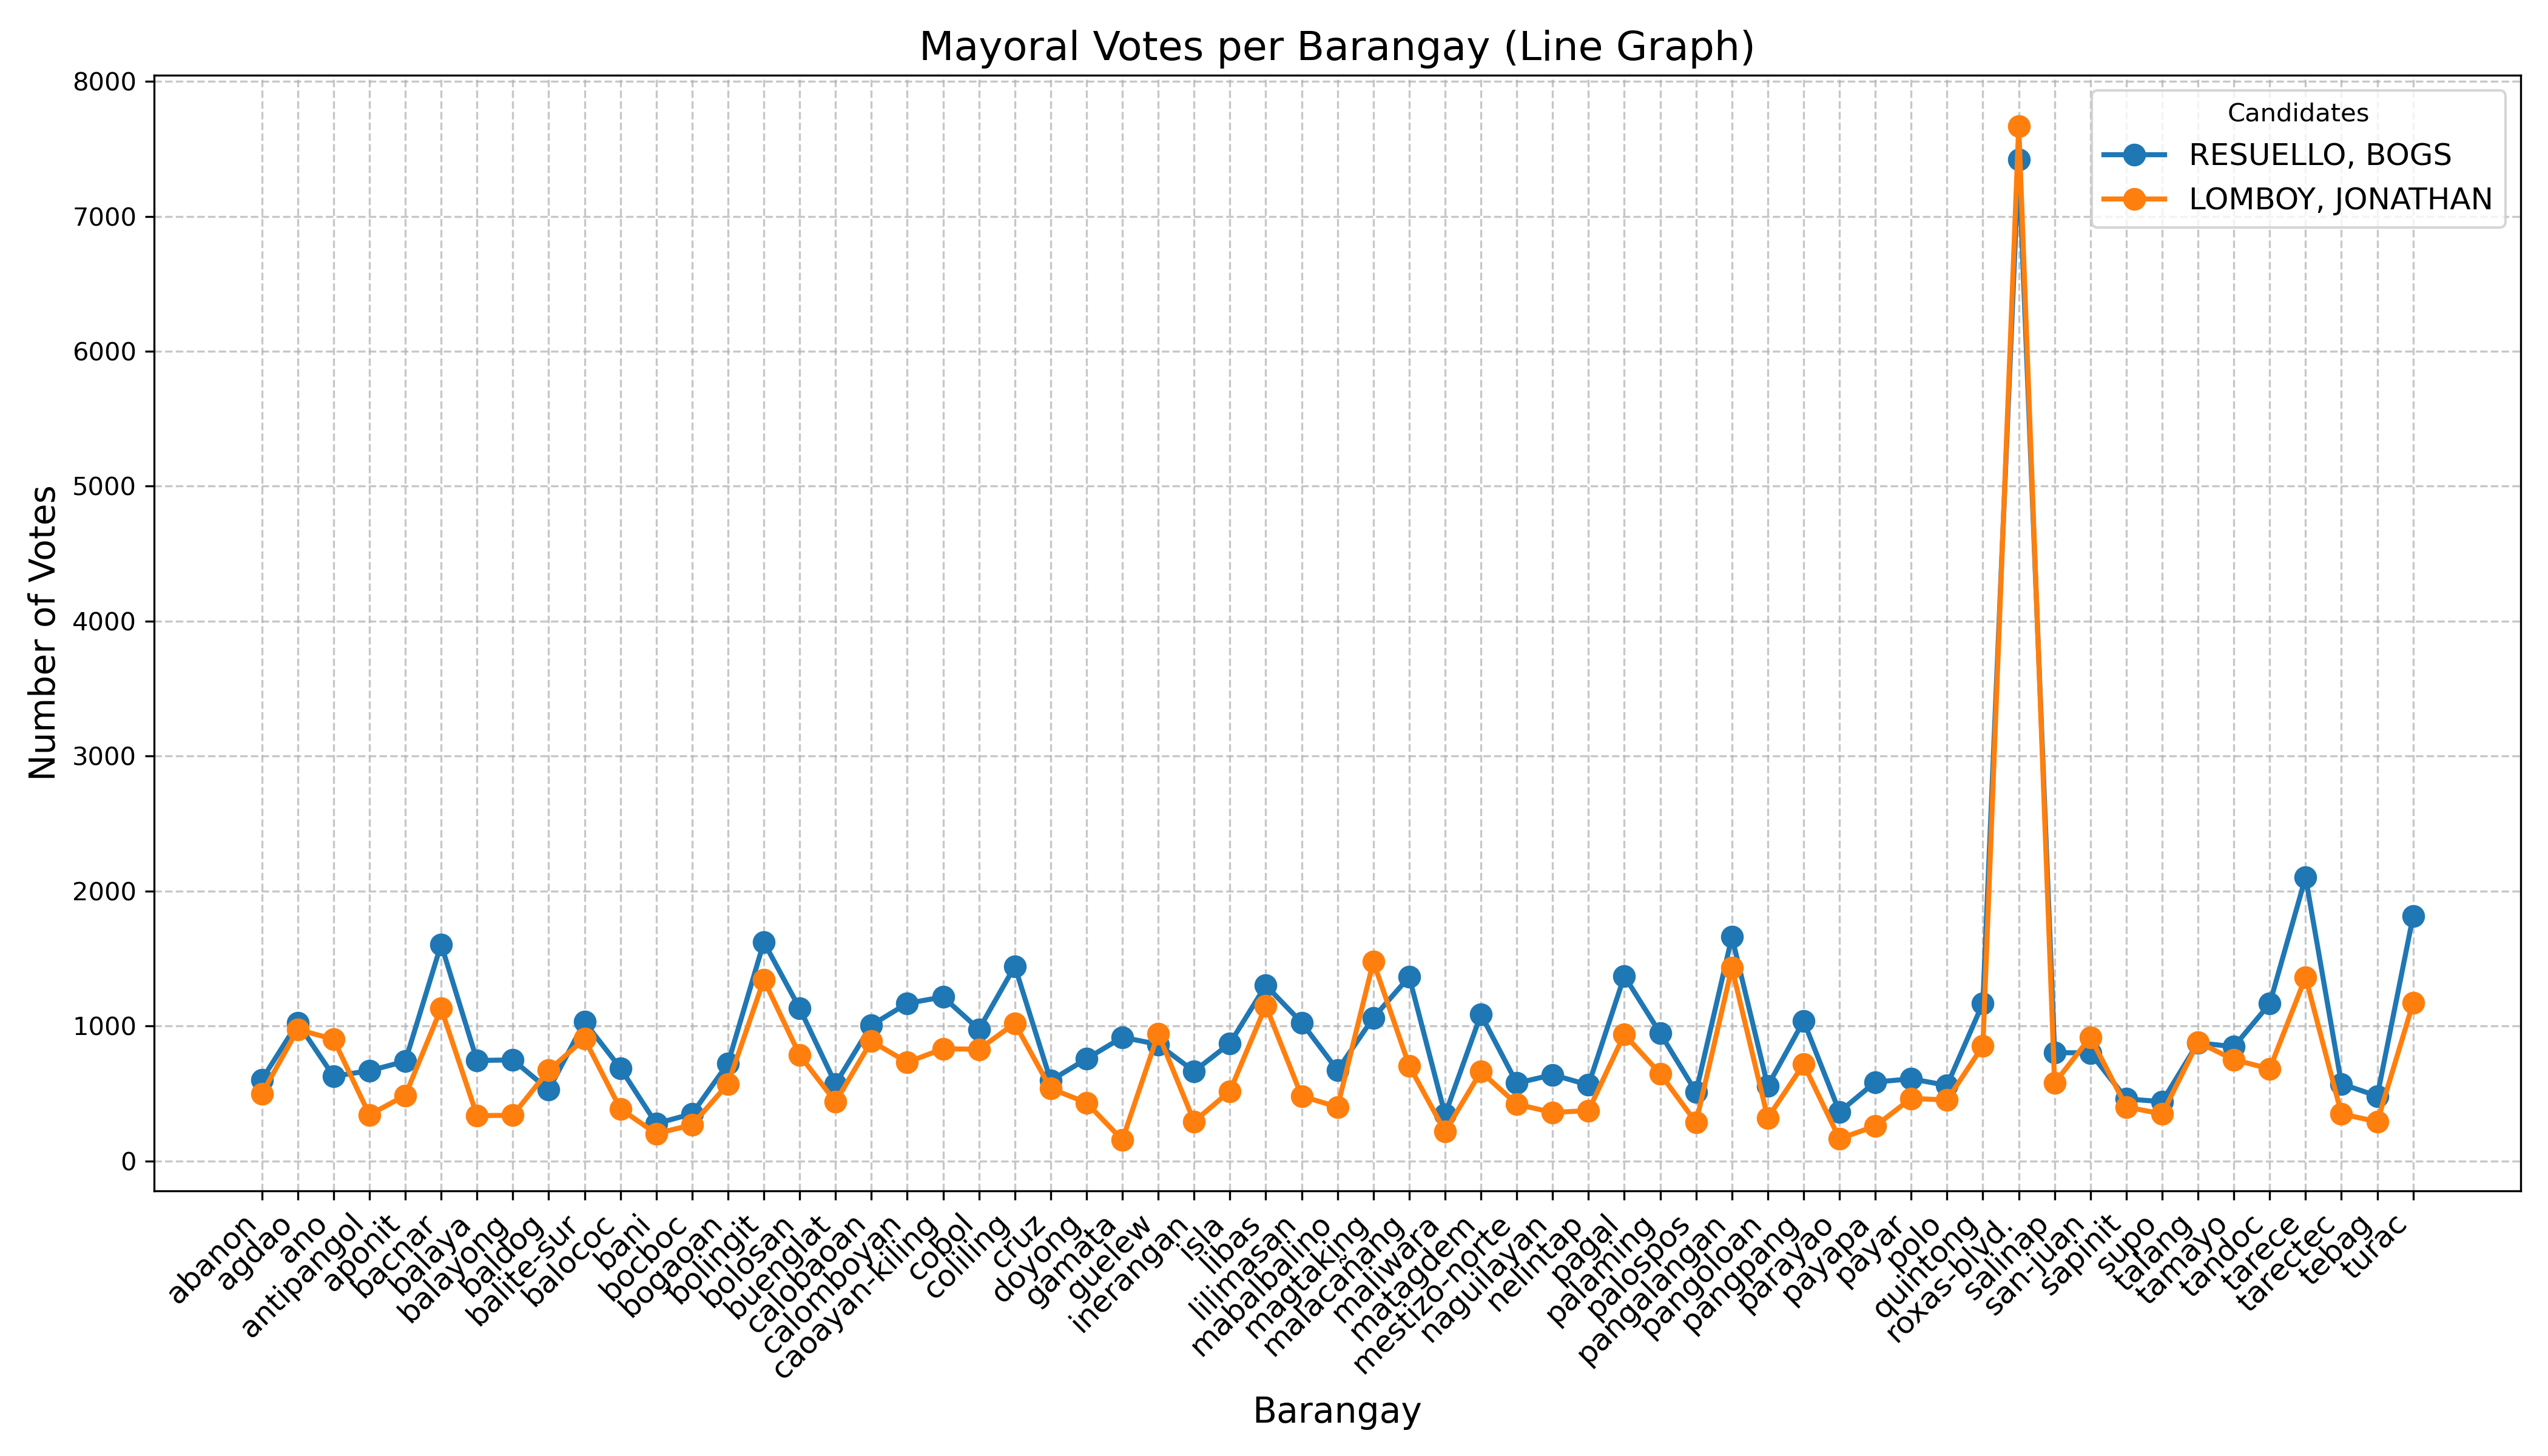 Mayoral Votes per Barangay (Line Graph)
Candidates
RESUELLO, BOGS
LOMBOY, JONATHAN
Number of Votes
8000
7000
6000
5000
4000
3000
2000
1000
0
abanon
agdao
ano
antipangol
aponit
bacnar
balaya
balayong
baldog
balite-sur
balococ
bani
bocboc
bogaoan
bolingit
bolosan
buenglat
calobaoan
calomboyan
caoayan-kiling
cobol
coliling
cruz
doyong
gamata
guelew
inerangan
isla
libas
lilimasan
mabalbalino
magtaking
malacañang
maliwara
matagdem
mestizo-norte
naguilayan
nelintap
pagal
palaming
palospos
pangalangan
pangoloan
pangpang
parayao
payapa
payar
polo
quintong
roxas-blvd.
salinap
san-juan
sapinit
supo
talang
tamayo
tandoc
tarece
tarectec
tebag
turac
Barangay